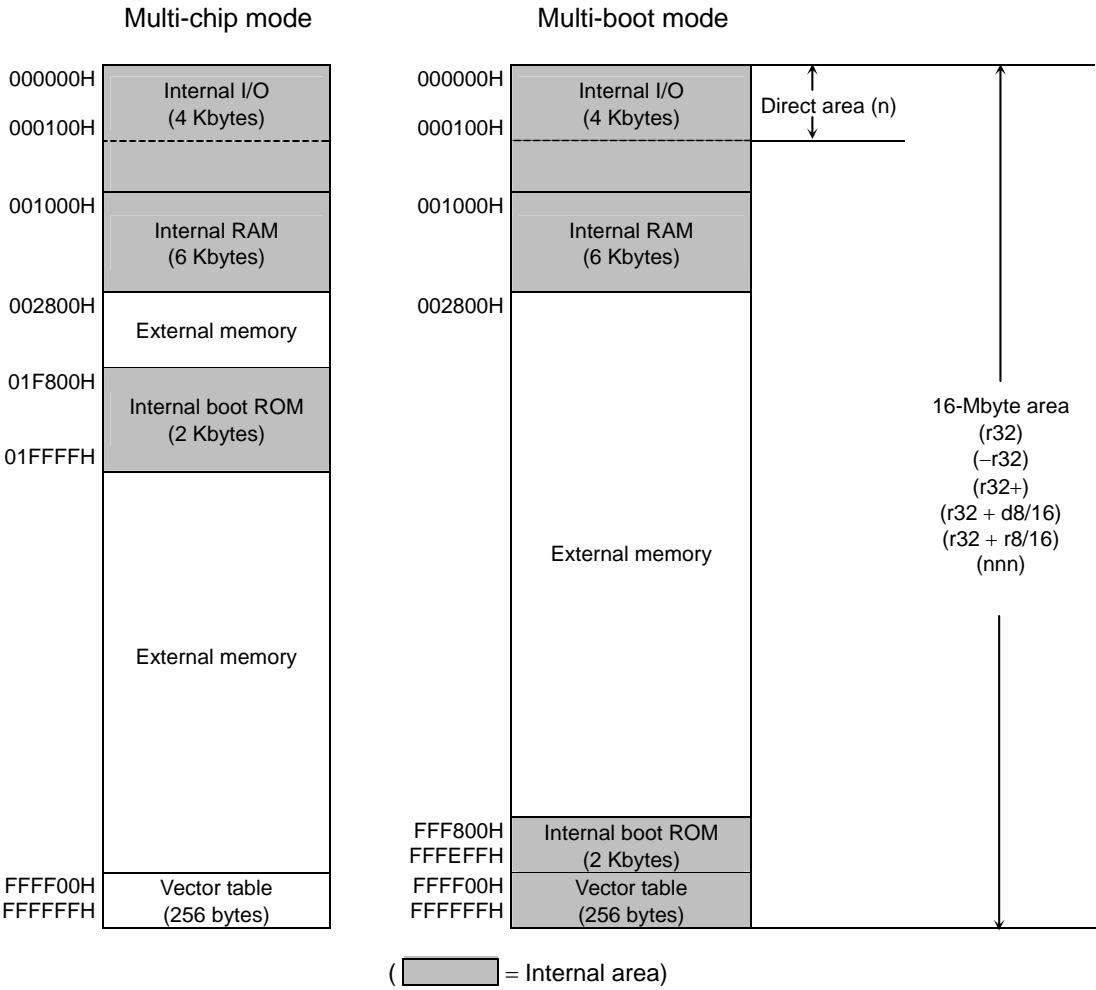 Multi-chip mode
000000H
000100H
001000H
002800H
01F800H
01FFFFH
FFFF00H
FFFFFFH
Internal I/O
(4 Kbytes)
Internal RAM
(6 Kbytes)
External memory
Internal boot ROM
(2 Kbytes)
External memory
Vector table
(256 bytes)
Multi-boot mode
000000H
000100H
001000H
002800H
FFF800H
FFFEFFH
FFFF00H
FFFFFFH
Internal I/O
(4 Kbytes)
Internal RAM
(6 Kbytes)
External memory
Internal boot ROM
(2 Kbytes)
Vector table
(256 bytes)
Direct area (n)
16-Mbyte area
(r32)
(−r32)
(r32+)
(r32 + d8/16)
(r32 + r8/16)
(nnn)
( = Internal area)